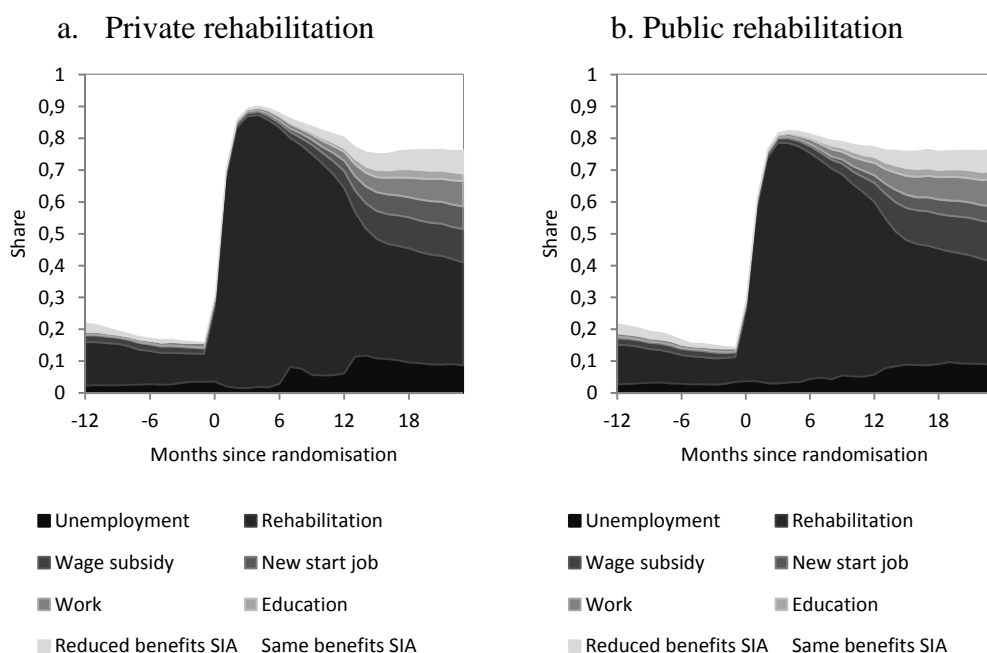 a. Private rehabilitation
1
0,9
0,8
0,7
0,6
0,5
0,4
0,3
0,2
0,1
0
Share
-12 -6 0 6 12 18
Months since randomisation
Unemployment Rehabilitation
Wage subsidy New start job
Work Education
Reduced benefits SIA Same benefits SIA
b. Public rehabilitation
1
0,9
0,8
0,7
0,6
0,5
0,4
0,3
0,2
0,1
0
Share
-12 -6 0 6 12 18
Months since randomisation
Unemployment Rehabilitation
Wage subsidy New start job
Work Education
Reduced benefits SIA Same benefits SIA